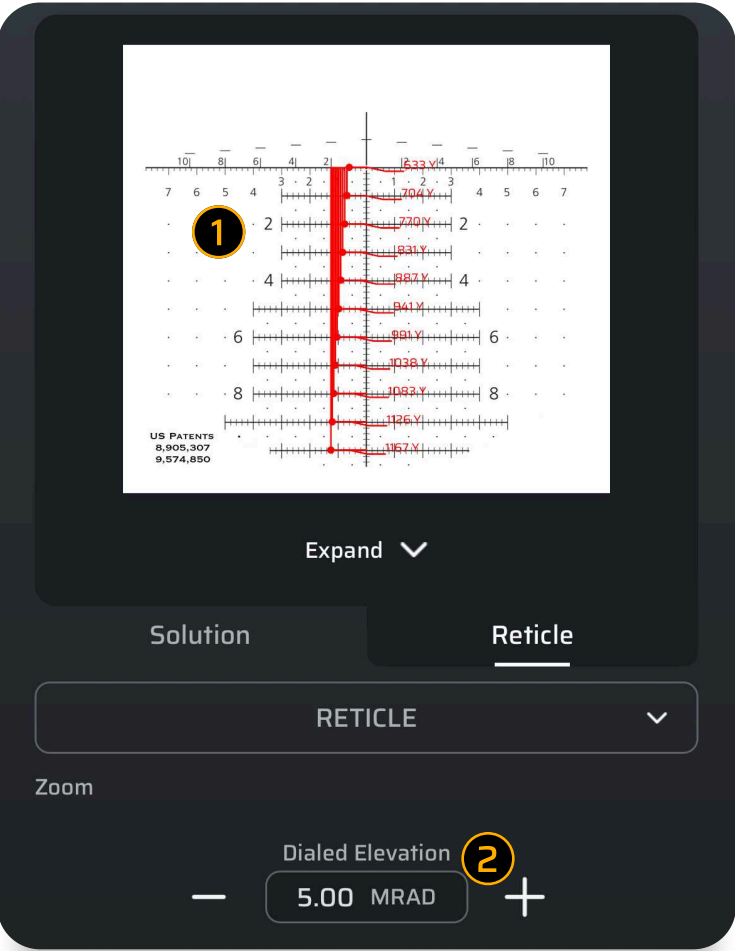 10 8 6 4 2 2 4 6 8 10
633 Y
3 2 1 1 2 3
7 6 5 4 4 5 6 7
704 Y
1
2 770 Y 2
831 Y
4 887 Y 4
941 Y
6 991 Y 6
1038 Y
8 1083 Y 8
1126 Y
US PATENTS
8,905,307
9,574,850
1167 Y
Expand
Solution Reticle
RETICLE
Zoom
Dialed Elevation 2
5.00 MRAD